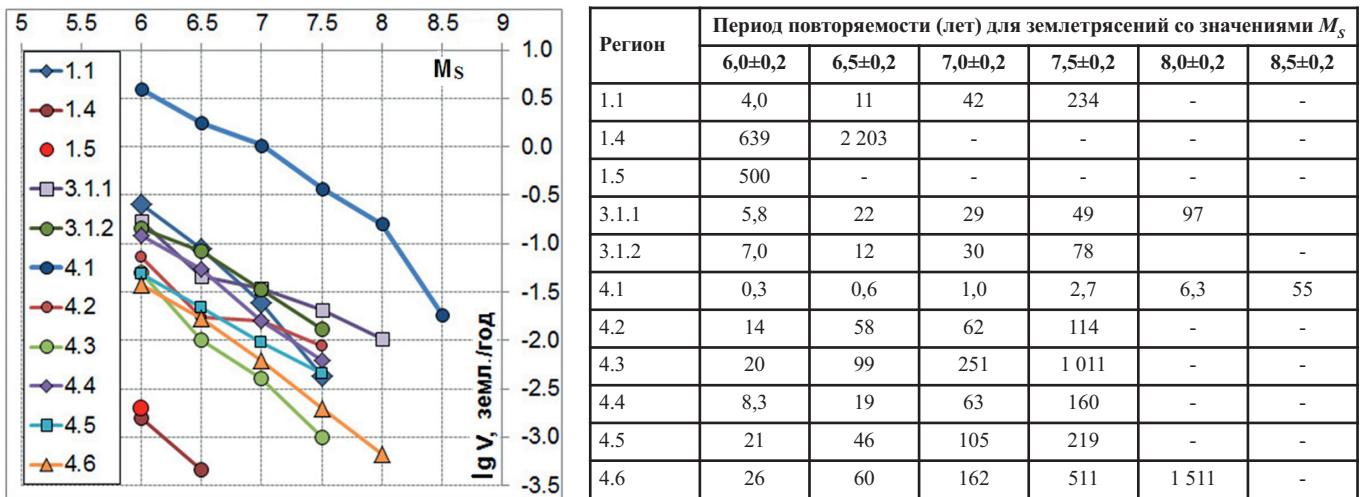 5 5.5 6 6.5 7 7.5 8 8.5 9
1.0
Ms
0.5
0.0
-0.5
-1.0
-1.5
-2.0
-2.5
-3.0
-3.5
lg V, земл./год
1.1
1.4
1.5
3.1.1
3.1.2
4.1
4.2
4.3
4.4
4.5
4.6
Регион Период повторяемости (лет) для землетрясений со значениями Ms
6,0±0,2 6,5±0,2 7,0±0,2 7,5±0,2 8,0±0,2 8,5±0,2
1.1 4,0 11 42 234 - -
1.4 639 2 203 - - - -
1.5 500 - - - - -
3.1.1 5,8 22 29 49 97
3.1.2 7,0 12 30 78 -
4.1 0,3 0,6 1,0 2,7 6,3 55
4.2 14 58 62 114 - -
4.3 20 99 251 1 011 - -
4.4 8,3 19 63 160 - -
4.5 21 46 105 219 - -
4.6 26 60 162 511 1 511 -